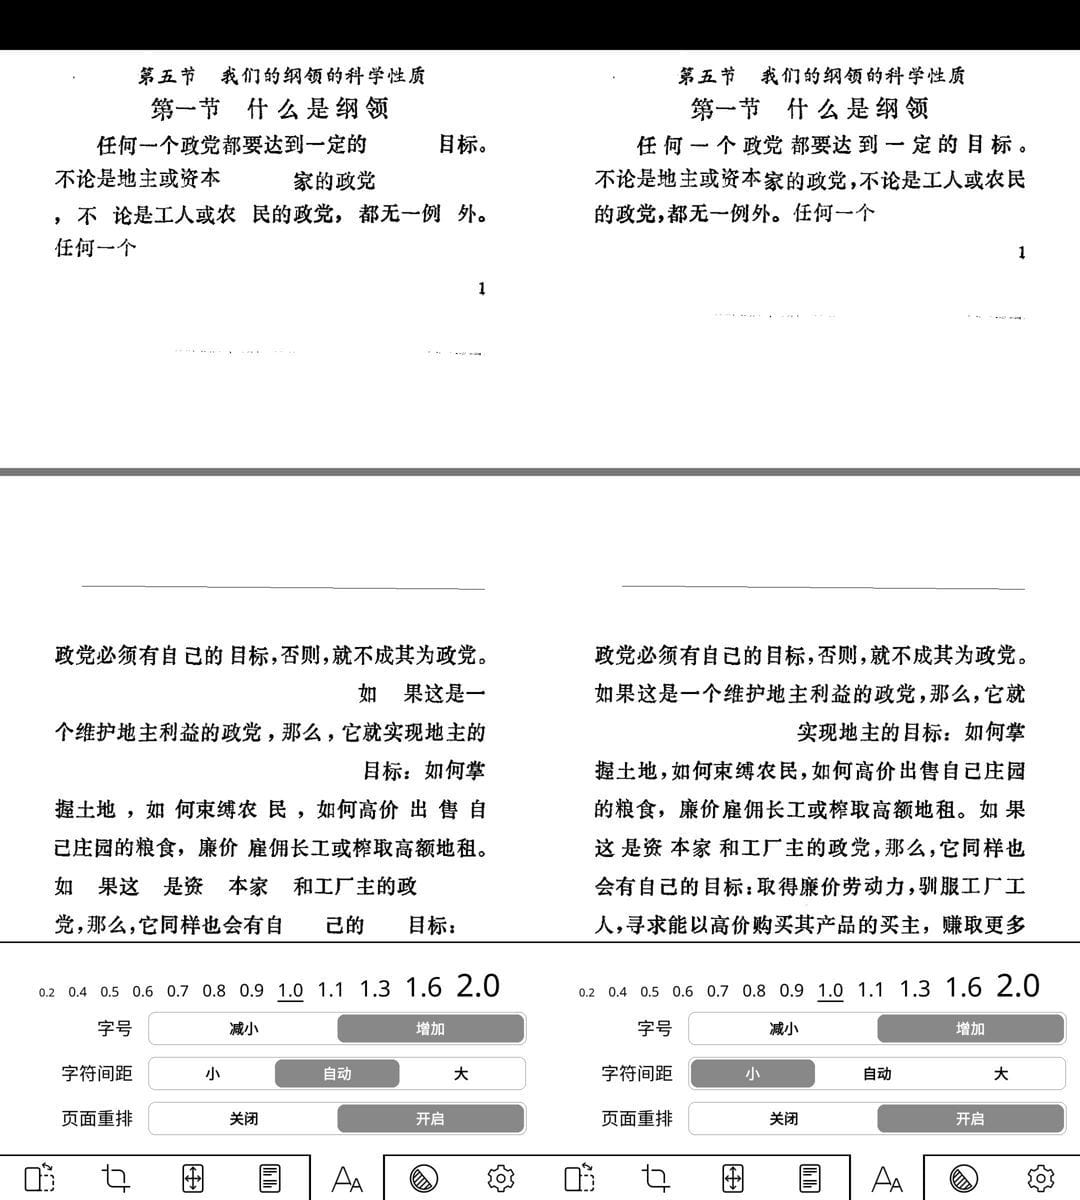 第五节 我们的纲领的科学性质
第一节 什么是纲领
任何一个政党都要达到一定的 目标。
不论是地主或资本 家的政党
，不 论是工人或农 民的政党， 都无一例 外。
任何一个
1
政党必须有自己的目标，否则，就不成其为政党。
如 果这是一
个维护地主利益的政党，那么，它就实现地主的
目标：如何掌
握土地，如 何束缚农 民，如何高价 出 售 自
己庄园的粮食，廉价 雇佣长工或榨取高额地租。
如 果这 是资 本家 和工厂主的政
党，那么，它同样也会有自 己的 目标：
0.2 0.4 0.5 0.6 0.7 0.8 0.9 1.0 1.1 1.3 1.6 2.0
字号 减小 增加
字符间距 小 自动 大
页面重排 关闭 开启
第五节 我们的纲领的科学性质
第一节 什么是纲领
任何一个政党都要达到一定的目标。
不论是地主或资本家的政党，不论是工人或农民
的政党，都无一例外。任何一个
1
政党必须有自己的目标，否则，就不成其为政党。
如果这是一个维护地主利益的政党，那么，它就
实现地主的目标：如何掌
握土地，如何束缚农民，如何高价出售自己庄园
的粮食，廉价雇佣长工或榨取高额地租。如 果
这 是资 本家 和工厂主的政党，那么，它同样也
会有自己的目标：取得廉价劳动力，驯服工厂工
人，寻求能以高价购买其产品的买主，赚取更多
0.2 0.4 0.5 0.6 0.7 0.8 0.9 1.0 1.1 1.3 1.6 2.0
字号 减小 增加
字符间距 小 自动 大
页面重排 关闭 开启